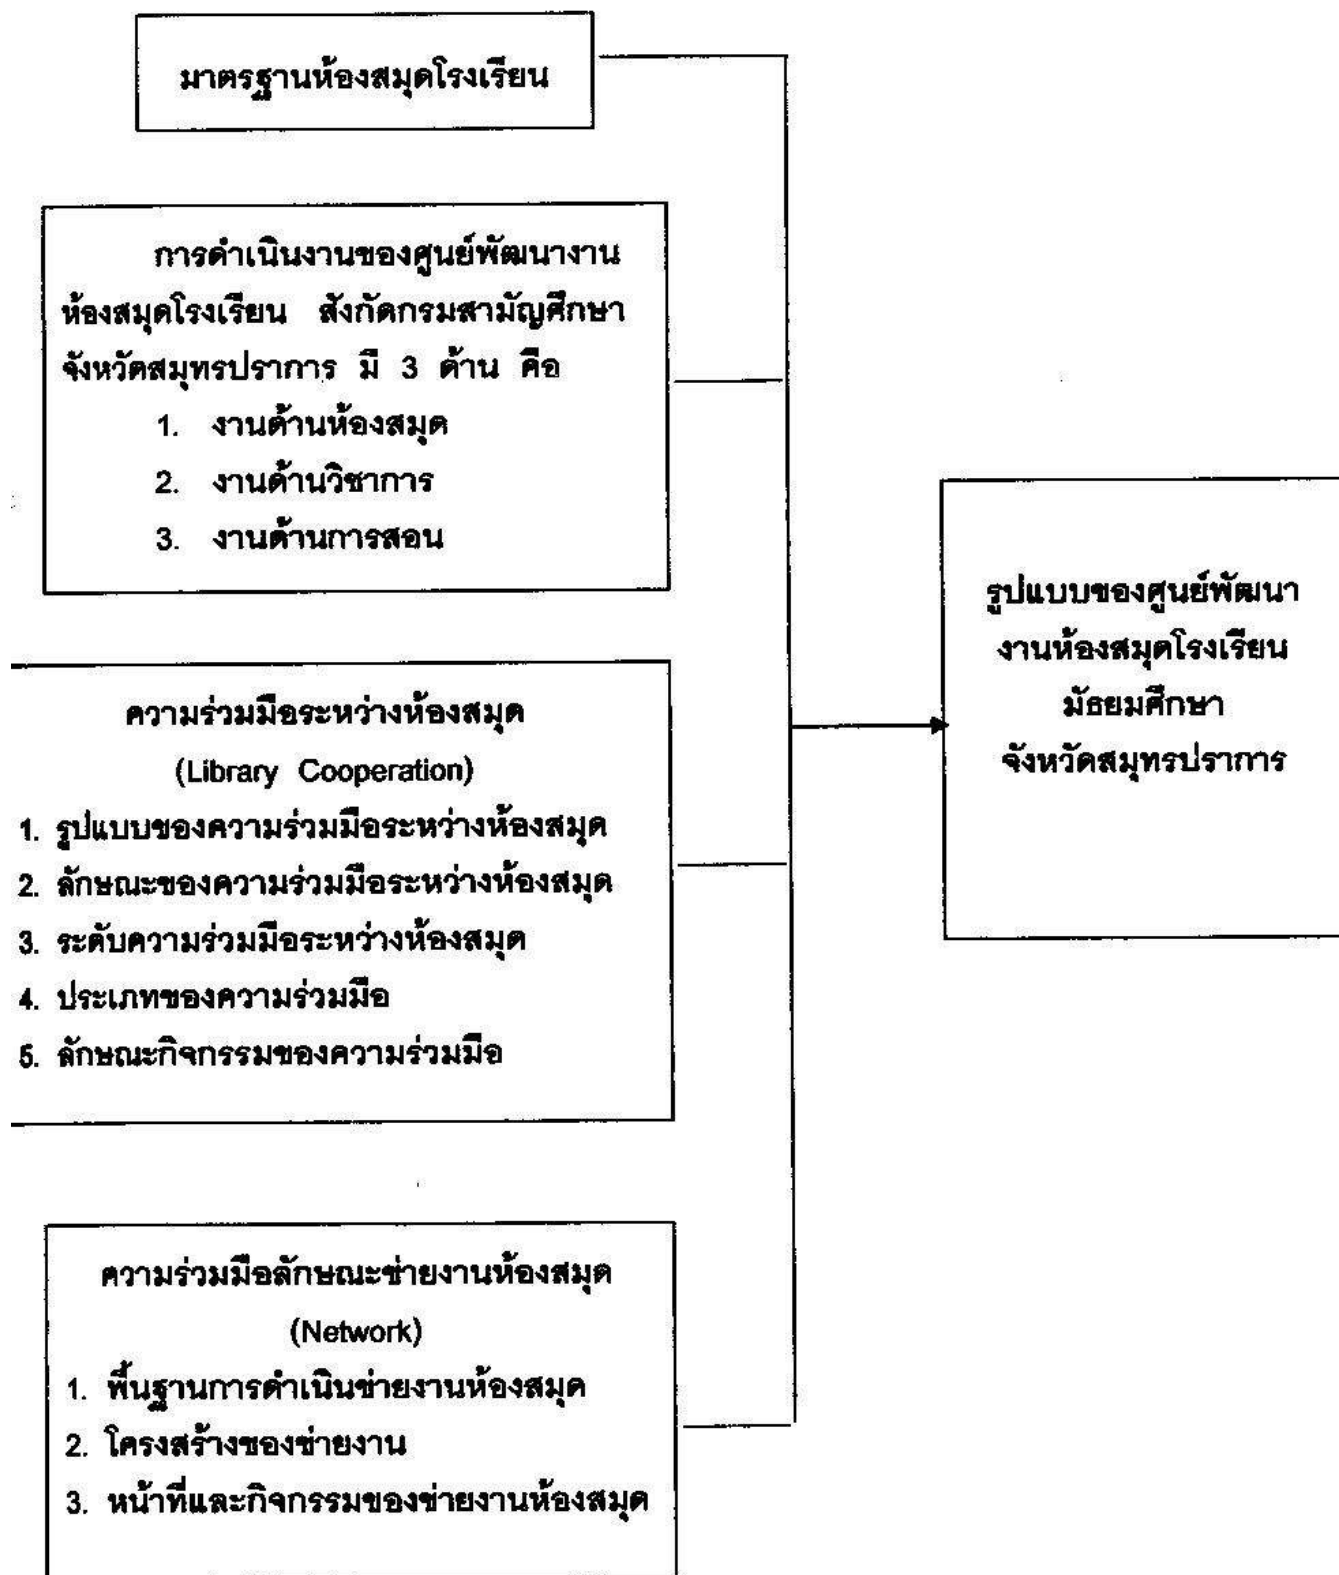 มาตรฐานห้องสมุดโรงเรียน
การดำเนินงานของศูนย์พัฒนางาน
ห้องสมุดโรงเรียน สังกัดกรมสามัญศึกษา
จังหวัดสมุทรปราการ มี 3 ด้าน คือ
1. งานด้านห้องสมุด
2. งานด้านวิชาการ
3. งานด้านการสอน
ความร่วมมือระหว่างห้องสมุด
(Library Cooperation)
1. รูปแบบของความร่วมมือระหว่างห้องสมุด
2. ลักษณะของความร่วมมือระหว่างห้องสมุด
3. ระดับความร่วมมือระหว่างห้องสมุด
4. ประเภทของความร่วมมือ
5. ลักษณะกิจกรรมของความร่วมมือ
ความร่วมมือลักษณะข่ายงานห้องสมุด
(Network)
1. พื้นฐานการดำเนินข่ายงานห้องสมุด
2. โครงสร้างของข่ายงาน
3. หน้าที่และกิจกรรมของข่ายงานห้องสมุด
รูปแบบของศูนย์พัฒนา
งานห้องสมุดโรงเรียน
มัธยมศึกษา
จังหวัดสมุทรปราการ